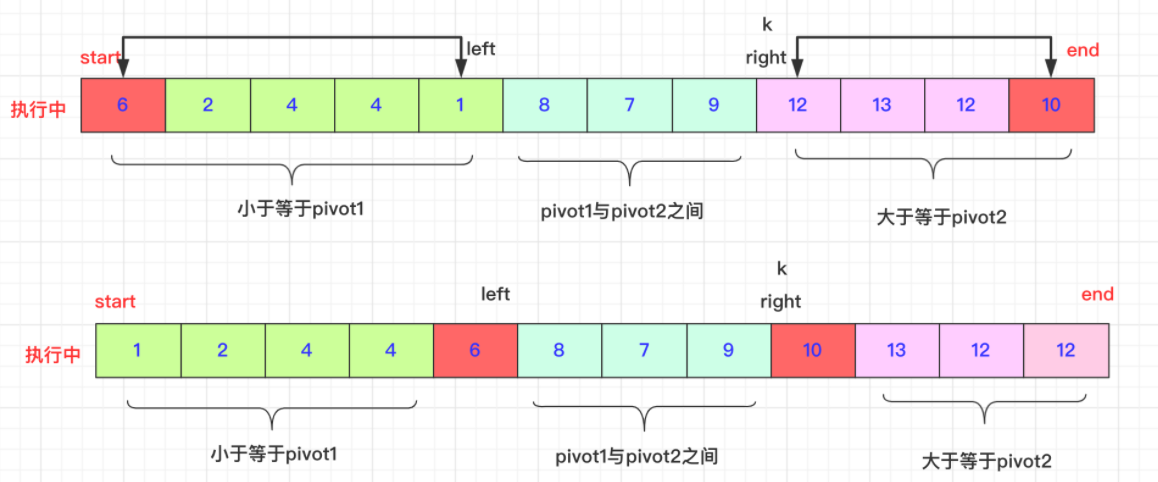 k
start left right end
执行中 6 2 4 4 1 8 7 9 12 13 12 10
小于等于pivot1 pivot1与pivot2之间 大于等于pivot2
k
start left right end
执行中 1 2 4 4 6 8 7 9 10 13 12 12
小于等于pivot1 pivot1与pivot2之间 大于等于pivot2